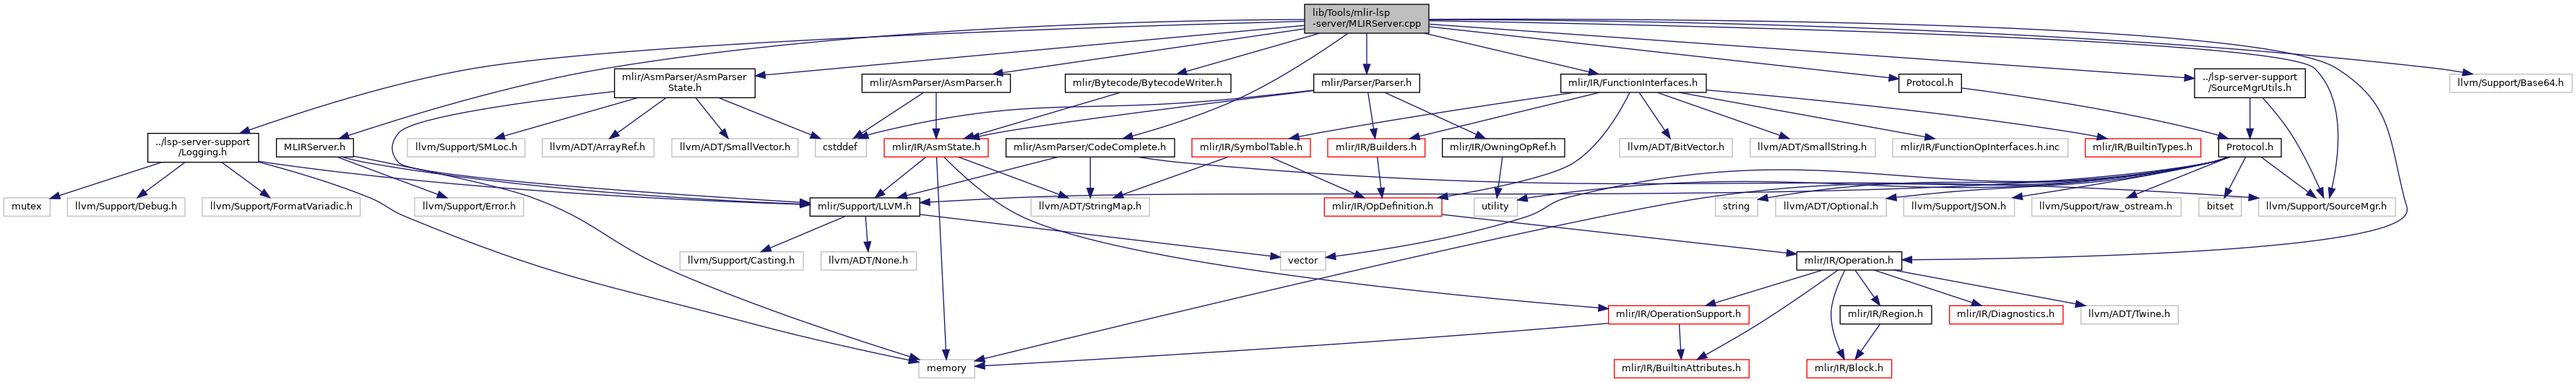 lib/Tools/mlir-lsp
-server/MLIRServer.cpp
mlir/AsmParser/AsmParser
State.h
mlir/AsmParser/AsmParser.h
mlir/Bytecode/BytecodeWriter.h
mlir/Parser/Parser.h
mlir/IR/FunctionInterfaces.h
Protocol.h
../lsp-server-support
/SourceMgrUtils.h
llvm/Support/Base64.h
../lsp-server-support
/Logging.h
MLIRServer.h
llvm/Support/SMLoc.h
llvm/ADT/ArrayRef.h
llvm/ADT/SmallVector.h
cstddef
mlir/IR/AsmState.h
mlir/AsmParser/CodeComplete.h
mlir/IR/SymbolTable.h
mlir/IR/Builders.h
mlir/IR/OwningOpRef.h
llvm/ADT/BitVector.h
llvm/ADT/SmallString.h
mlir/IR/FunctionOpInterfaces.h.inc
mlir/IR/BuiltinTypes.h
Protocol.h
mutex
llvm/Support/Debug.h
llvm/Support/FormatVariadic.h
llvm/Support/Error.h
mlir/Support/LLVM.h
llvm/ADT/StringMap.h
mlir/IR/OpDefinition.h
utility
string
llvm/ADT/Optional.h
llvm/Support/JSON.h
llvm/Support/raw_ostream.h
bitset
llvm/Support/SourceMgr.h
llvm/Support/Casting.h
llvm/ADT/None.h
vector
mlir/IR/Operation.h
mlir/IR/OperationSupport.h
mlir/IR/Region.h
mlir/IR/Diagnostics.h
llvm/ADT/Twine.h
memory
mlir/IR/BuiltinAttributes.h
mlir/IR/Block.h